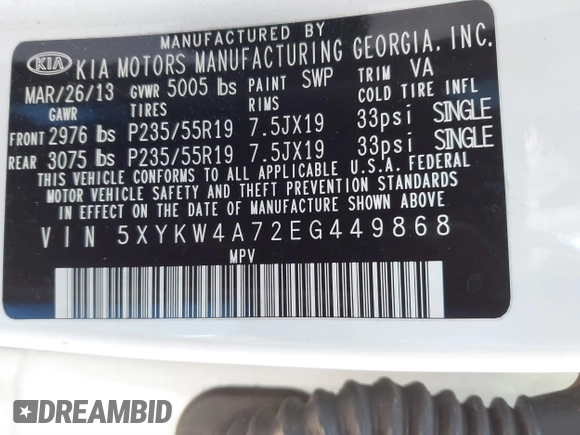 MANUFACTURED BY
KIA KIA MOTORS MANUFACTURING GEORGIA, INC.
MAR/26/13 GVWR 5005 lbs PAINT SWP TRIM VA
GAWR TIRES RIMS COLD TIRE INFL
FRONT 2976 lbs P235/55R19 7.5JX19 33psi SINGLE
REAR 3075 lbs P235/55R19 7.5JX19 33psi SINGLE
THIS VEHICLE CONFORMS TO ALL APPLICABLE U.S.A. FEDERAL
MOTOR VEHICLE SAFETY AND THEFT PREVENTION STANDARDS
IN EFFECT ON THE DATE OF MANUFACTURE SHOWN ABOVE
VIN 5XYKW4A72EG449868
MPV
DREAMBID